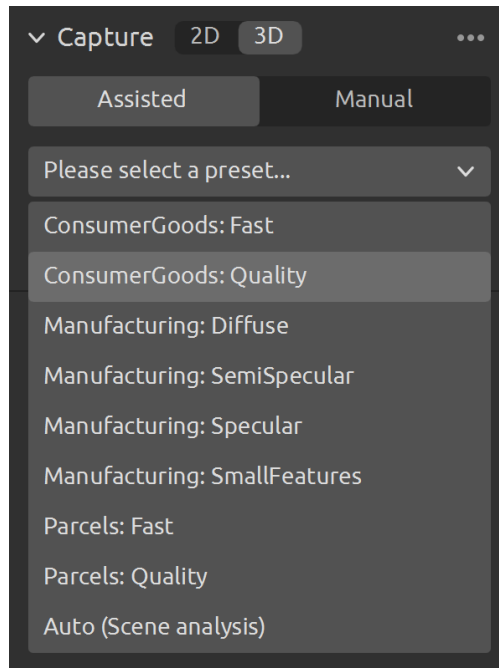 Capture 2D 3D
Assisted Manual
Please select a preset...
ConsumerGoods: Fast
ConsumerGoods: Quality
Manufacturing: Diffuse
Manufacturing: SemiSpecular
Manufacturing: Specular
Manufacturing: SmallFeatures
Parcels: Fast
Parcels: Quality
Auto (Scene analysis)